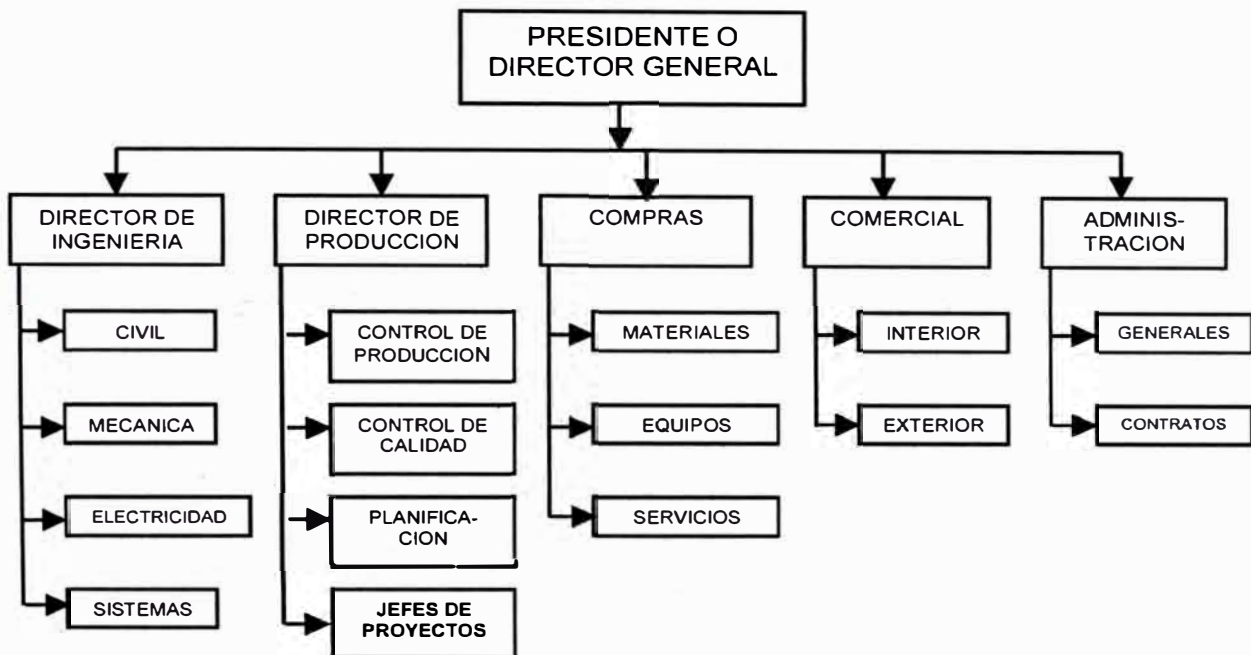 PRESIDENTE O
DIRECTOR GENERAL
DIRECTOR DE
INGENIERIA
DIRECTOR DE
PRODUCCION
COMPRAS
COMERCIAL
ADMINIS-
TRACION
CIVIL
MECANICA
ELECTRICIDAD
SISTEMAS
CONTROL DE
PRODUCCION
CONTROL DE
CALIDAD
PLANIFICA-
CION
JEFES DE
PROYECTOS
MATERIALES
EQUIPOS
SERVICIOS
INTERIOR
EXTERIOR
GENERALES
CONTRATOS